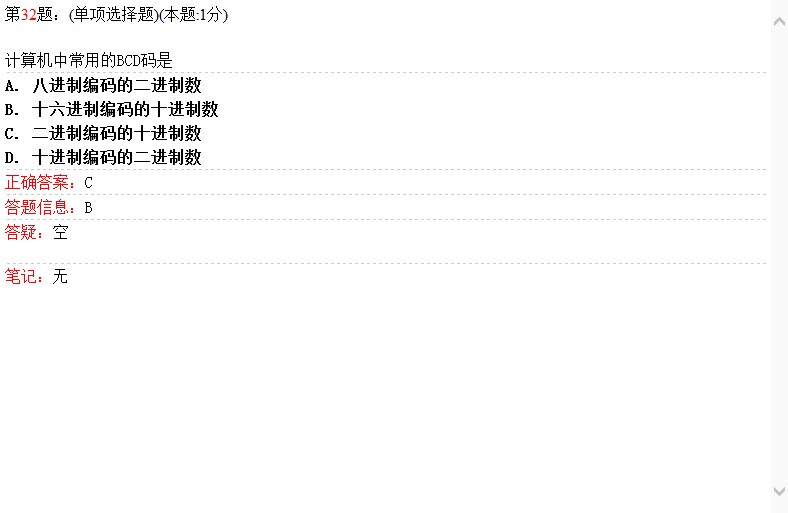 第32题：(单项选择题)(本题:1分)
计算机中常用的BCD码是
A. 八进制编码的二进制数
B. 十六进制编码的十进制数
C. 二进制编码的十进制数
D. 十进制编码的二进制数
正确答案：C
答题信息：B
答疑：空
笔记：无